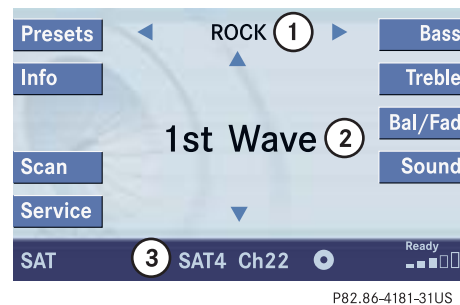 Presets
ROCK 1
Bass
Info
Treble
1st Wave 2
Bal/Fad
Scan
Sound
Service
SAT
3 SAT4 Ch22
Ready
P82.86-4181-31US